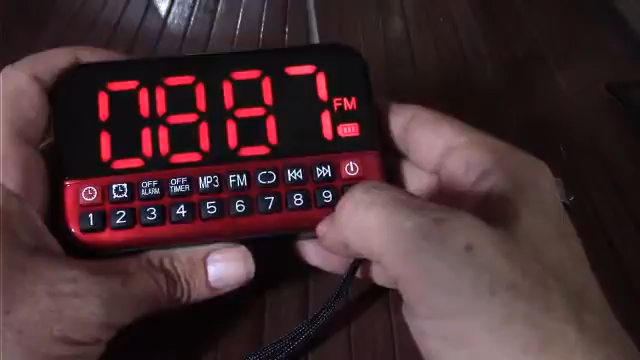 0887
FM
OFF ALARM OFF TIMER MP3 FM
1 2 3 4 5 6 7 8 9